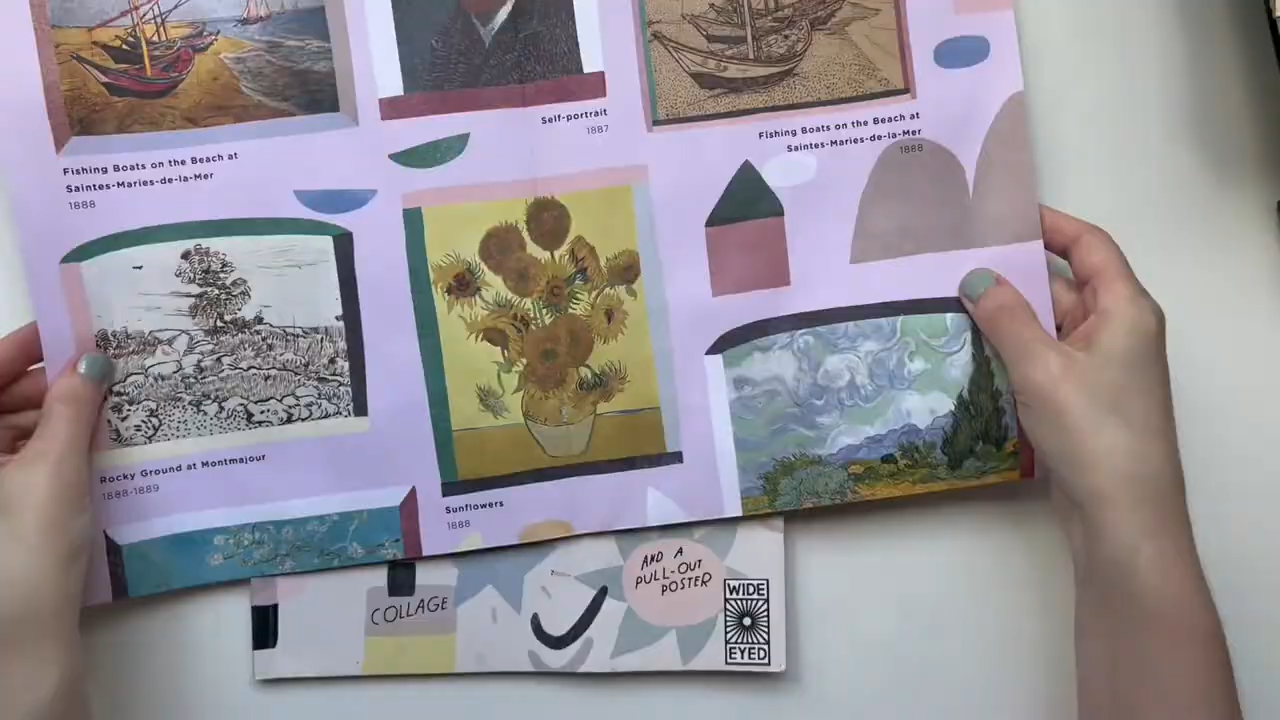 Fishing Boats on the Beach at
Saintes-Maries-de-la-Mer
1888
Self-portrait
1887
Fishing Boats on the Beach at
Saintes-Maries-de-la-Mer
1888
Rocky Ground at Montmajour
1888-1889
Sunflowers
1888
COLLAGE
AND A
PULL-OUT
POSTER
WIDE
EYED